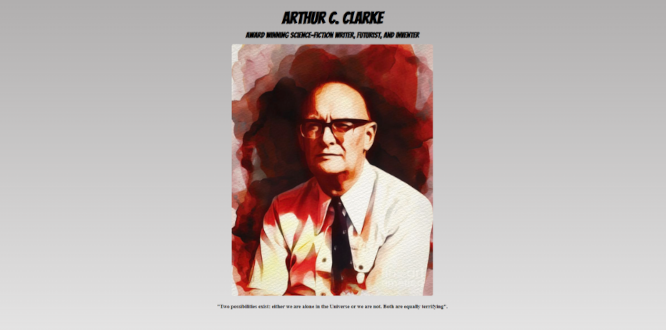 ARTHUR C. CLARKE
AWARD WINNING SCIENCE-FICTION WRITER, FUTURIST, AND INVENTER
"Two possibilities exist: either we are alone in the Universe or we are not. Both are equally terrifying".